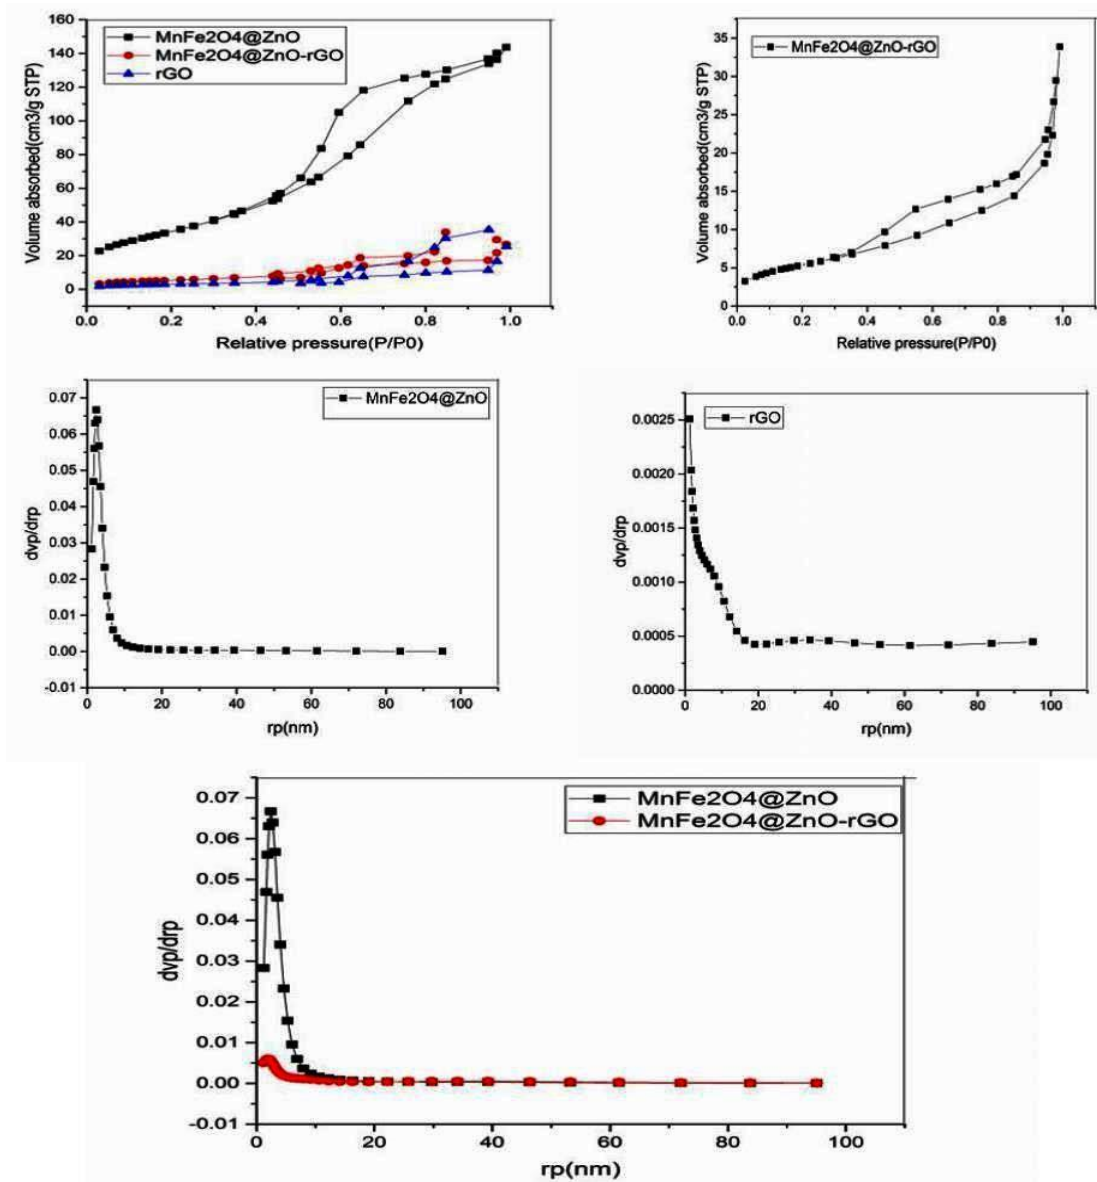 160
140
120
100
80
60
40
20
0
Volume absorbed(cm3/g STP)
MnFe2O4@ZnO
MnFe2O4@ZnO-rGO
rGO
0.0 0.2 0.4 0.6 0.8 1.0
Relative pressure(P/P0)
35
30
25
20
15
10
5
0
Volume absorbed(cm3/g STP)
MnFe2O4@ZnO-rGO
0.0 0.2 0.4 0.6 0.8 1.0
Relative pressure(P/P0)
0.07
0.06
0.05
0.04
0.03
0.02
0.01
0.00
-0.01
dvp/drp
MnFe2O4@ZnO
0 20 40 60 80 100
rp(nm)
0.0025
0.0020
0.0015
0.0010
0.0005
0.0000
dvp/drp
rGO
0 20 40 60 80 100
rp(nm)
0.07
0.06
0.05
0.04
0.03
0.02
0.01
0.00
-0.01
dvp/drp
MnFe2O4@ZnO
MnFe2O4@ZnO-rGO
0 20 40 60 80 100
rp(nm)